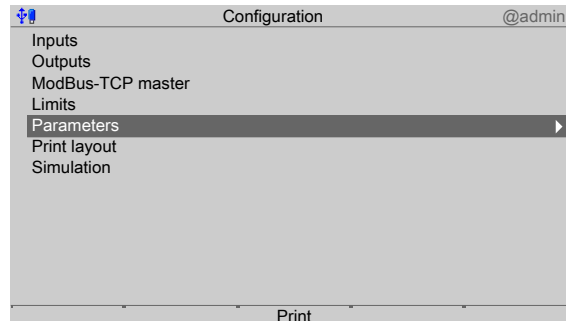 Configuration @admin
Inputs
Outputs
ModBus-TCP master
Limits
Parameters
Print layout
Simulation
Print